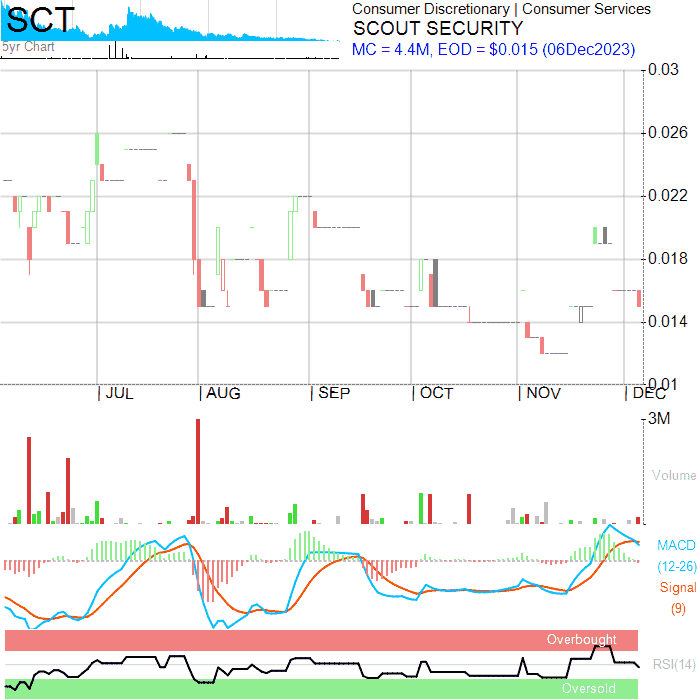 SCT
5yr Chart
Consumer Discretionary | Consumer Services
SCOUT SECURITY
MC = 4.4M, EOD = $0.015 (06Dec2023)
0.03
0.026
0.022
0.018
0.014
0.01
JUL AUG SEP OCT NOV DEC
3M
Volume
MACD
(12-26)
Signal
(9)
Overbought
RSI(14)
Oversold